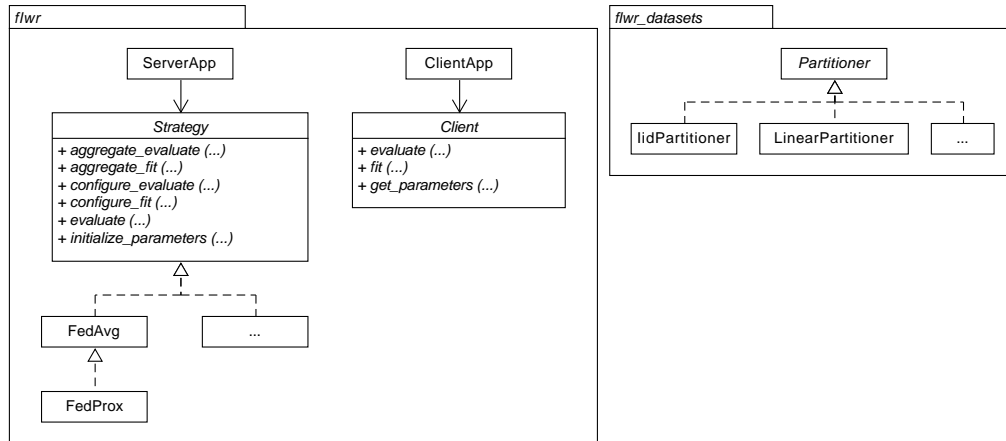 flwr
ServerApp
ClientApp
Strategy
+ aggregate_evaluate (...)
+ aggregate_fit (...)
+ configure_evaluate (...)
+ configure_fit (...)
+ evaluate (...)
+ initialize_parameters (...)
Client
+ evaluate (...)
+ fit (...)
+ get_parameters (...)
FedAvg
...
FedProx
flwr_datasets
Partitioner
IidPartitioner
LinearPartitioner
...